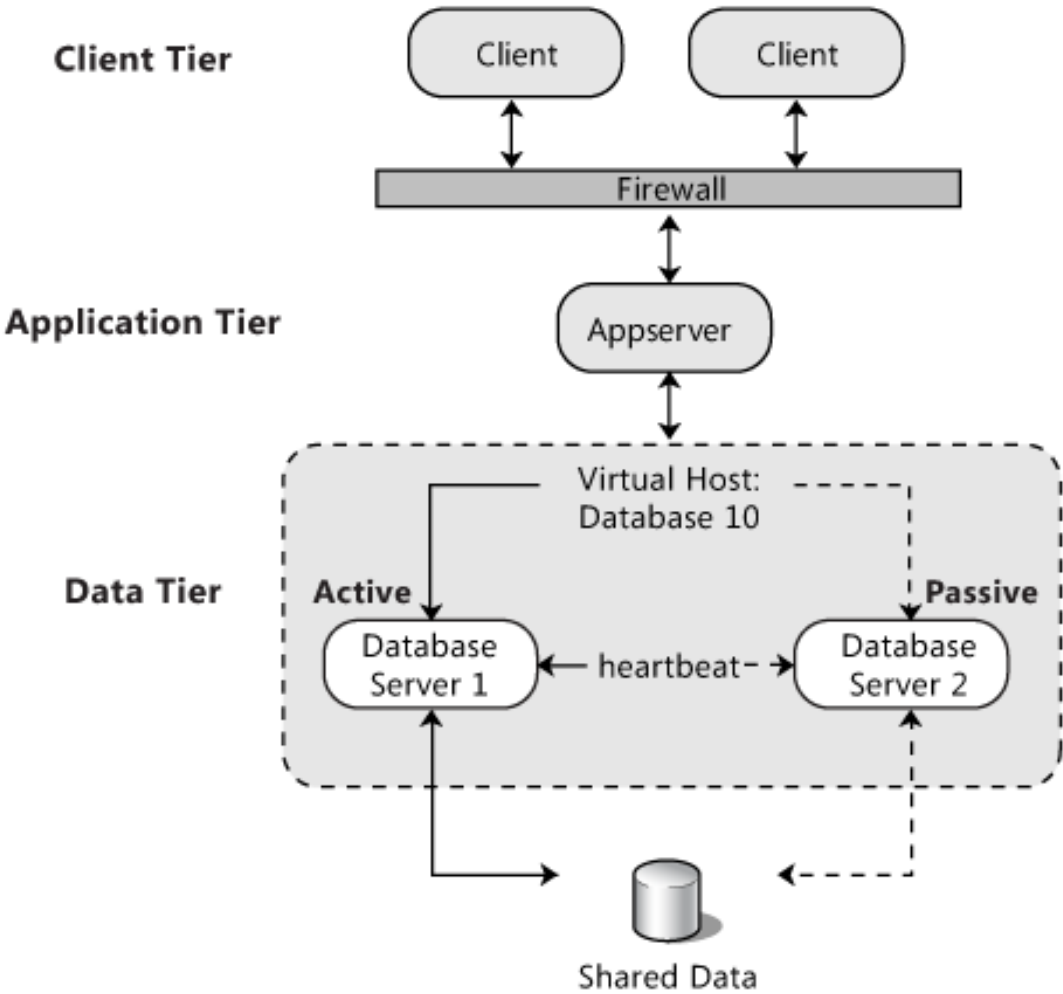 Client Tier
Client
Client
Firewall
Application Tier
Appserver
Virtual Host:
Database 10
Data Tier
Active
Passive
Database
Server 1
heartbeat
Database
Server 2
Shared Data